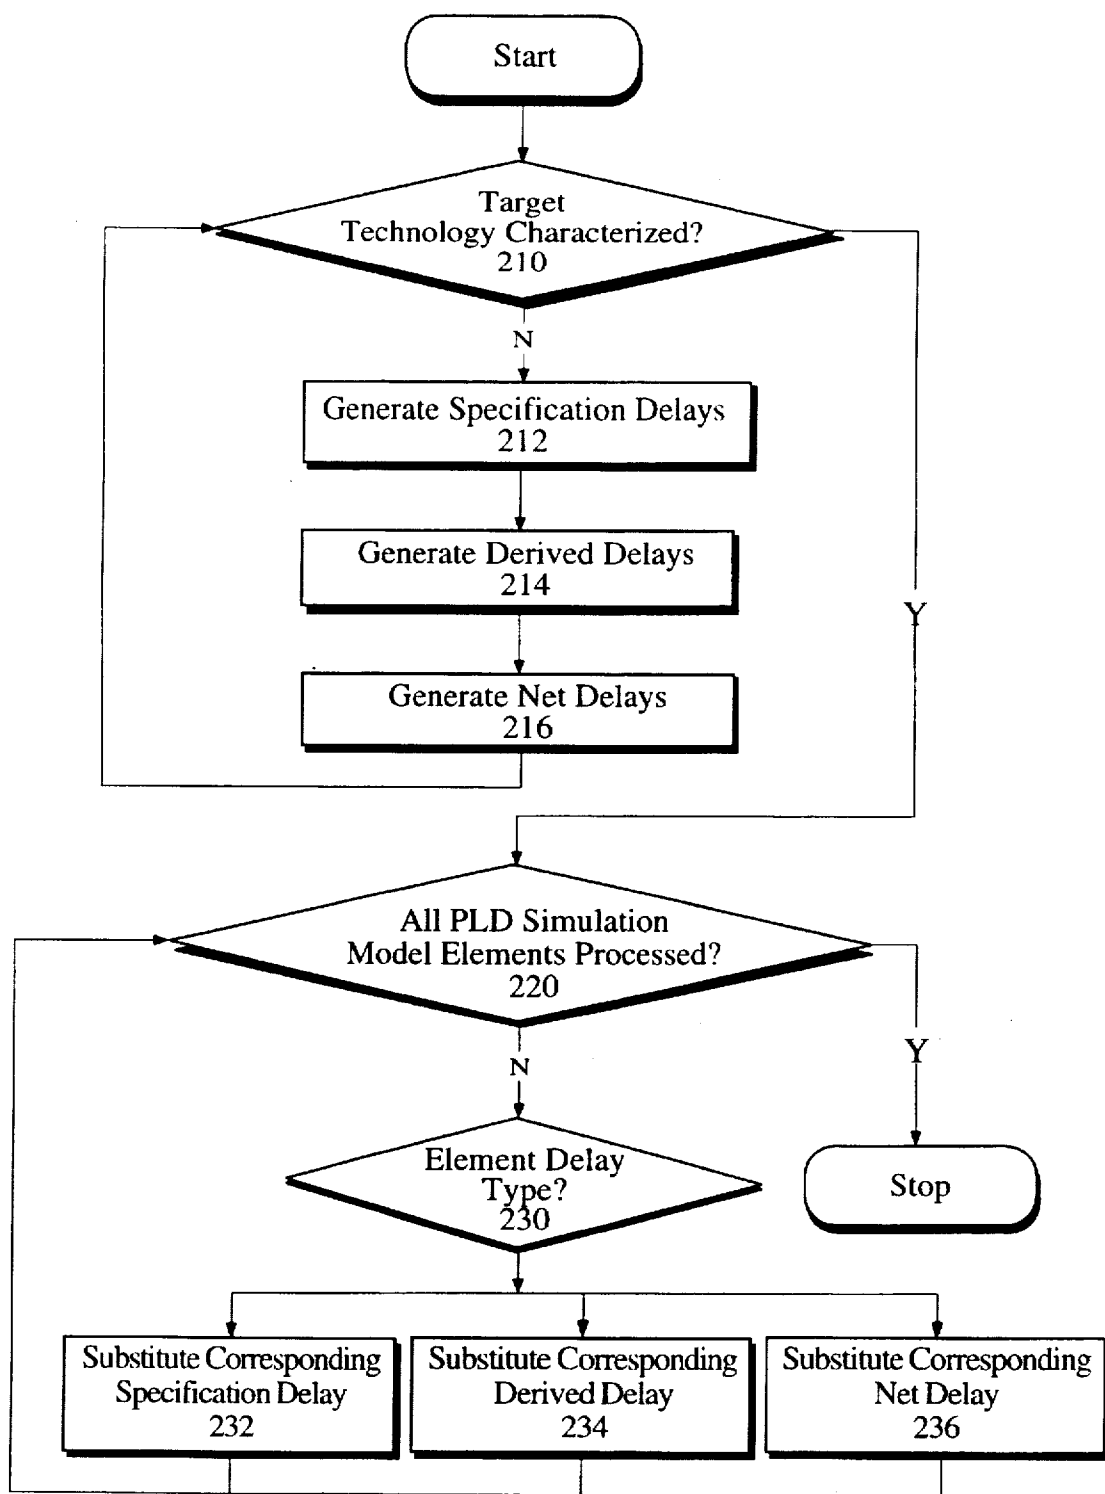 Start
Target
Technology Characterized?
210
N
Generate Specification Delays
212
Generate Derived Delays
214
Y
Generate Net Delays
216
All PLD Simulation
Model Elements Processed?
220
N
Y
Element Delay
Type?
230
Stop
Substitute Corresponding
Specification Delay
232
Substitute Corresponding
Derived Delay
234
Substitute Corresponding
Net Delay
236